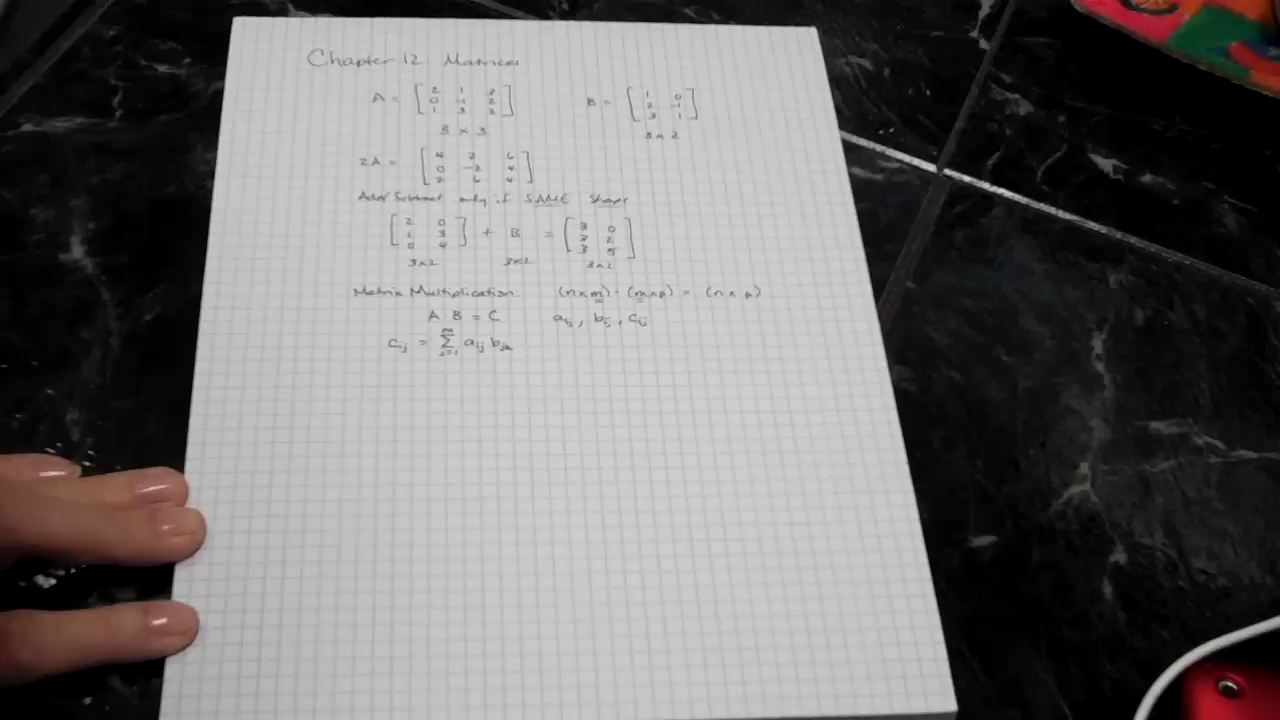 Chapter 12 Matrices
A = [ 2 1 3 ; 0 -1 2 ; 1 3 2 ] B = [ 1 0 ; 2 -1 ; 3 1 ]
3 × 3 3 × 2
2A = [ 4 2 6 ; 0 -2 4 ; 2 6 4 ]
Add/Subtract only if SAME Shape
[ 2 0 ; 1 3 ; 0 4 ] + B = [ 3 0 ; 3 2 ; 3 5 ]
3×2 3×2 3×2
Matrix Multiplication (n×m) · (m×p) = (n × p)
A B = C aij, bij, cij